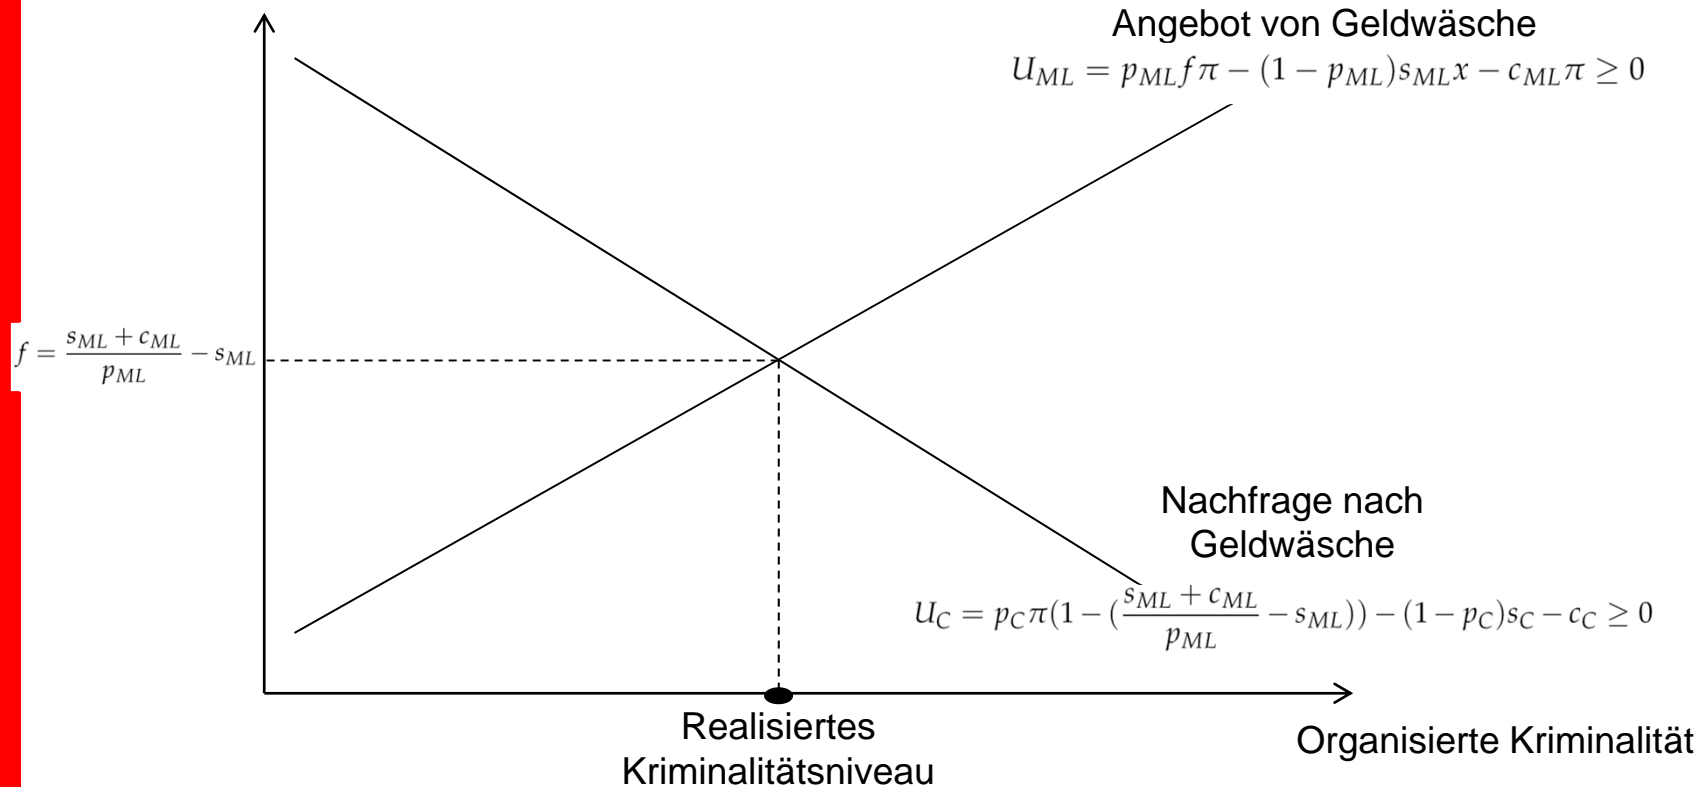 Angebot von Geldwäsche
U_{ML} = p_{ML} f π − (1 − p_{ML}) s_{ML} x − c_{ML} π ≥ 0
f = \frac{s_{ML} + c_{ML}}{p_{ML}} − s_{ML}
Nachfrage nach
Geldwäsche
U_C = p_C π (1 − (\frac{s_{ML} + c_{ML}}{p_{ML}} − s_{ML})) − (1 − p_C) s_C − c_C ≥ 0
Realisiertes
Kriminalitätsniveau
Organisierte Kriminalität